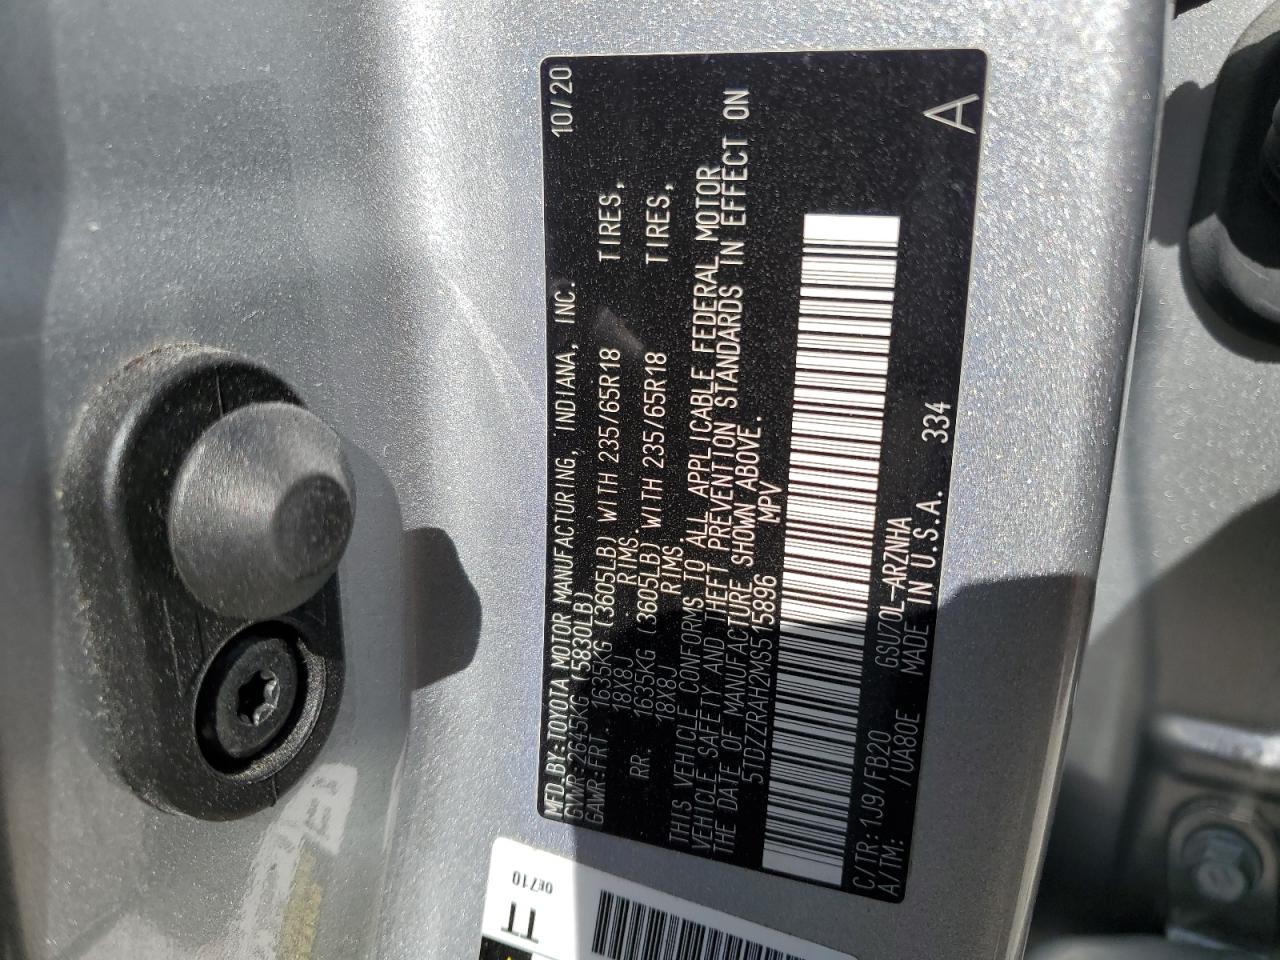 MFD.BY:TOYOTA MOTOR MANUFACTURING, INDIANA, INC. 10/20
GVWR:2645KG (5830LB)
GAWR:FRT 1635KG (3605LB) WITH 235/65R18 TIRES,
18X8J RIMS
RR 1635KG (3605LB) WITH 235/65R18 TIRES,
18X8J RIMS
THIS VEHICLE CONFORMS TO ALL APPLICABLE FEDERAL MOTOR
VEHICLE SAFETY AND THEFT PREVENTION STANDARDS IN EFFECT ON
THE DATE OF MANUFACTURE SHOWN ABOVE.
5TDZZRAH2MS515896 MPV
C/TR:1J9/FB20 GSU70L-ARZNHA
A/TM: /UA80E MADE IN U.S.A. 334 A
0E710
TT